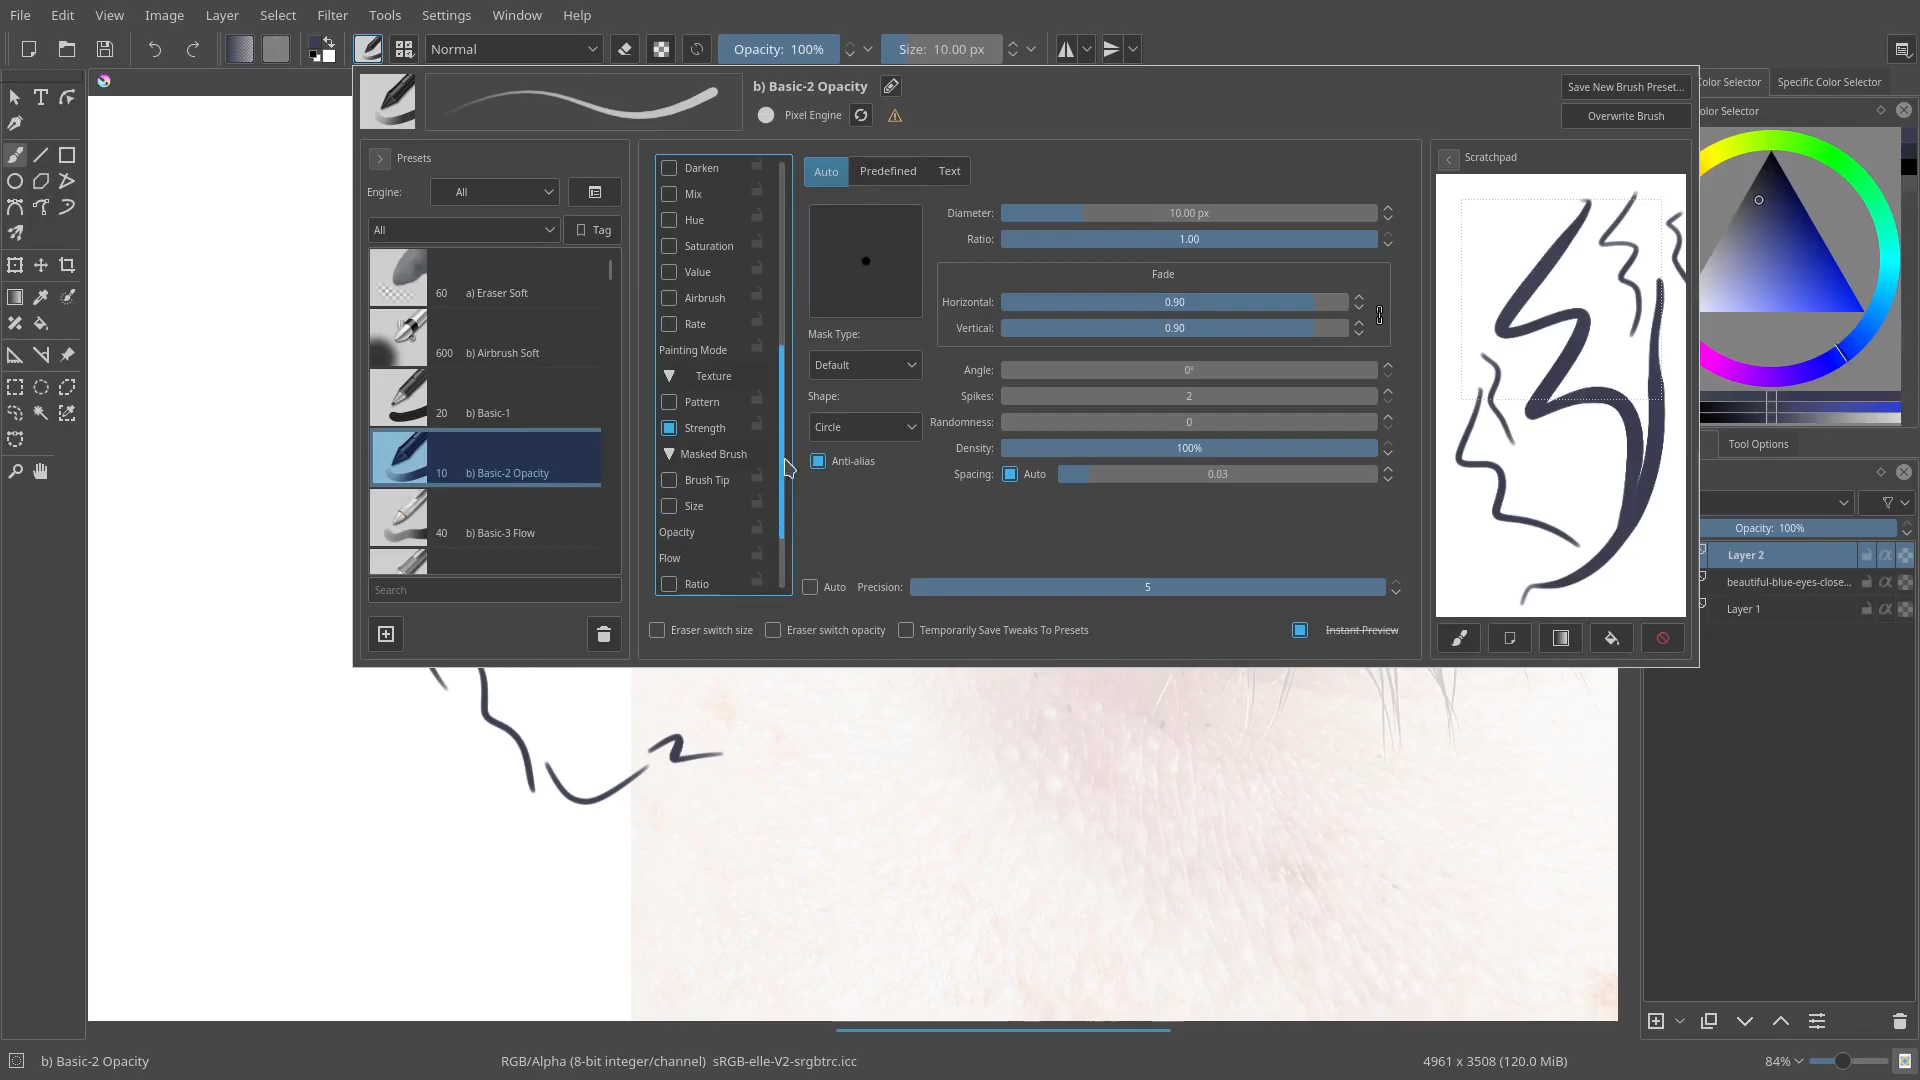 File Edit View Image Layer Select Filter Tools Settings Window Help
Normal Opacity: 100% Size: 10.00 px
b) Basic-2 Opacity
Pixel Engine
Save New Brush Preset...
Overwrite Brush
Color Selector Specific Color Selector
Presets
Engine: All
All Tag
60 a) Eraser Soft
600 b) Airbrush Soft
20 b) Basic-1
10 b) Basic-2 Opacity
40 b) Basic-3 Flow
Search
Darken
Mix
Hue
Saturation
Value
Airbrush
Rate
Painting Mode
Texture
Pattern
Strength
Masked Brush
Brush Tip
Size
Opacity
Flow
Ratio
Auto Predefined Text
Diameter: 10.00 px
Ratio: 1.00
Fade
Horizontal: 0.90
Vertical: 0.90
Mask Type:
Default
Angle: 0°
Shape:
Circle
Spikes: 2
Randomness: 0
Density: 100%
Anti-alias
Spacing: Auto 0.03
Auto Precision: 5
Eraser switch size Eraser switch opacity Temporarily Save Tweaks To Presets Instant Preview
Scratchpad
olor Selector
Tool Options
Opacity: 100%
Layer 2
beautiful-blue-eyes-close...
Layer 1
b) Basic-2 Opacity RGB/Alpha (8-bit integer/channel) sRGB-elle-V2-srgbtrc.icc 4961 x 3508 (120.0 MiB) 84%